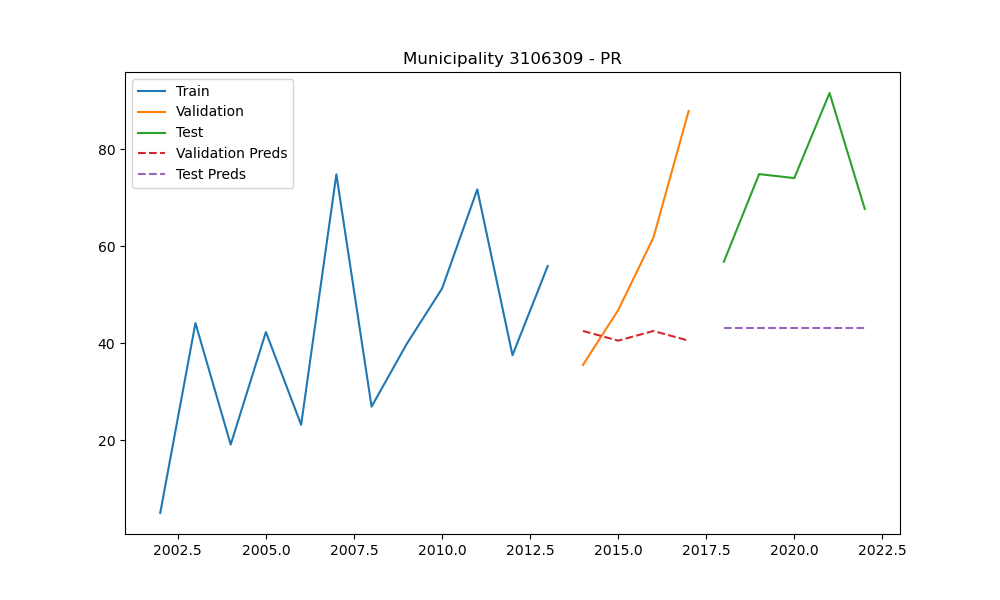 Municipality 3106309 - PR
Train
Validation
Test
Validation Preds
Test Preds
80
60
40
20
2002.5 2005.0 2007.5 2010.0 2012.5 2015.0 2017.5 2020.0 2022.5